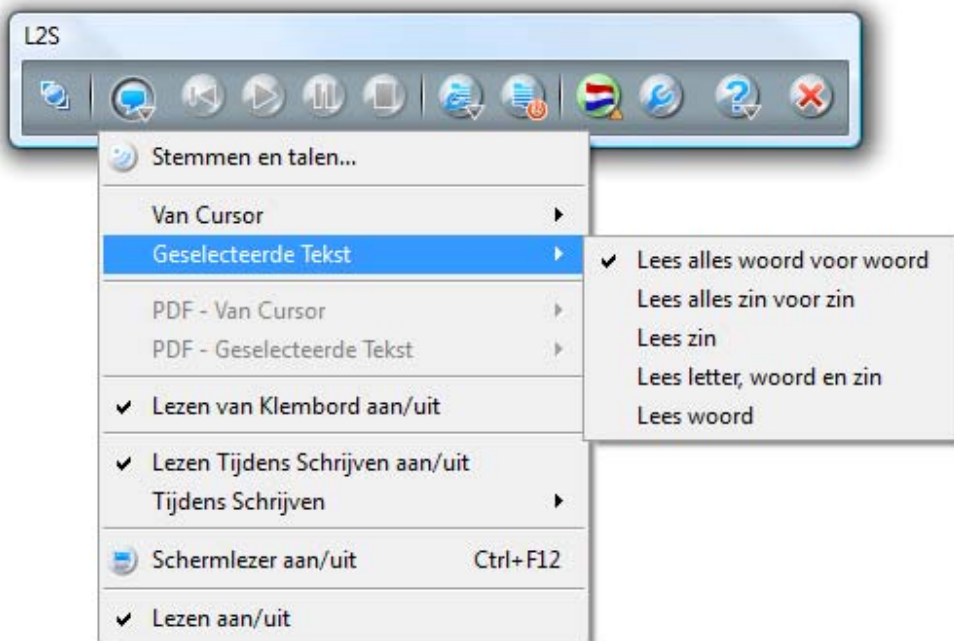 L2S
Stemmen en talen...
Van Cursor
Geselecteerde Tekst
Lees alles woord voor woord
Lees alles zin voor zin
Lees zin
Lees letter, woord en zin
Lees woord
PDF - Van Cursor
PDF - Geselecteerde Tekst
Lezen van Klembord aan/uit
Lezen Tijdens Schrijven aan/uit
Tijdens Schrijven
Schermlezer aan/uit Ctrl+F12
Lezen aan/uit